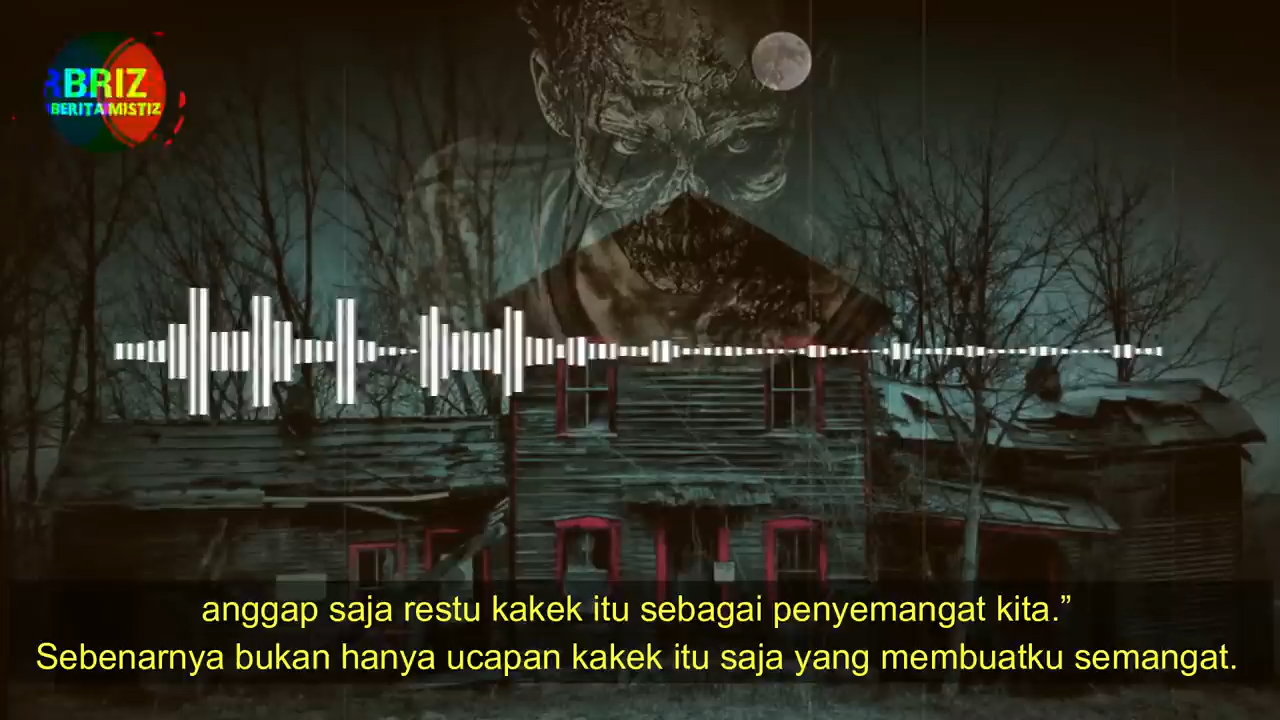 BRIZ
BERITA MISTIZ
anggap saja restu kakek itu sebagai penyemangat kita.”
Sebenarnya bukan hanya ucapan kakek itu saja yang membuatku semangat.